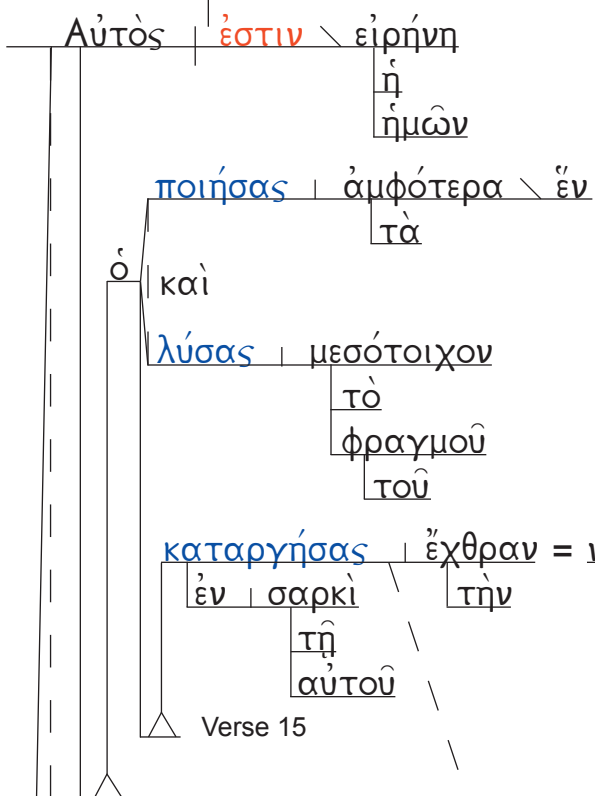 Αὐτὸς ἐστιν εἰρήνη
ἡ
ἡμῶν
ποιήσας ἀμφότερα ἕν
τὰ
ὁ
καὶ
λύσας μεσότοιχον
τὸ
φραγμοῦ
τοῦ
καταργήσας ἔχθραν =
ἐν σαρκὶ
τὴν
τῇ
αὐτοῦ
Verse 15